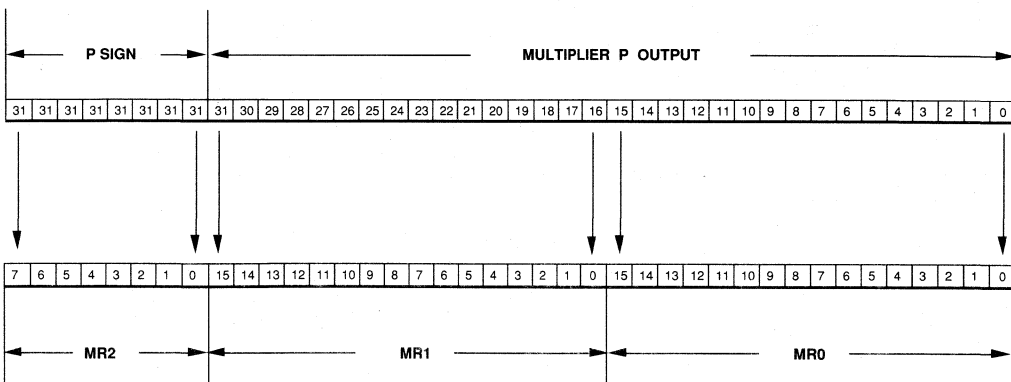 P SIGN MULTIPLIER P OUTPUT
31 31 31 31 31 31 31 31 31 30 29 28 27 26 25 24 23 22 21 20 19 18 17 16 15 14 13 12 11 10 9 8 7 6 5 4 3 2 1 0
7 6 5 4 3 2 1 0 15 14 13 12 11 10 9 8 7 6 5 4 3 2 1 0 15 14 13 12 11 10 9 8 7 6 5 4 3 2 1 0
MR2 MR1 MR0